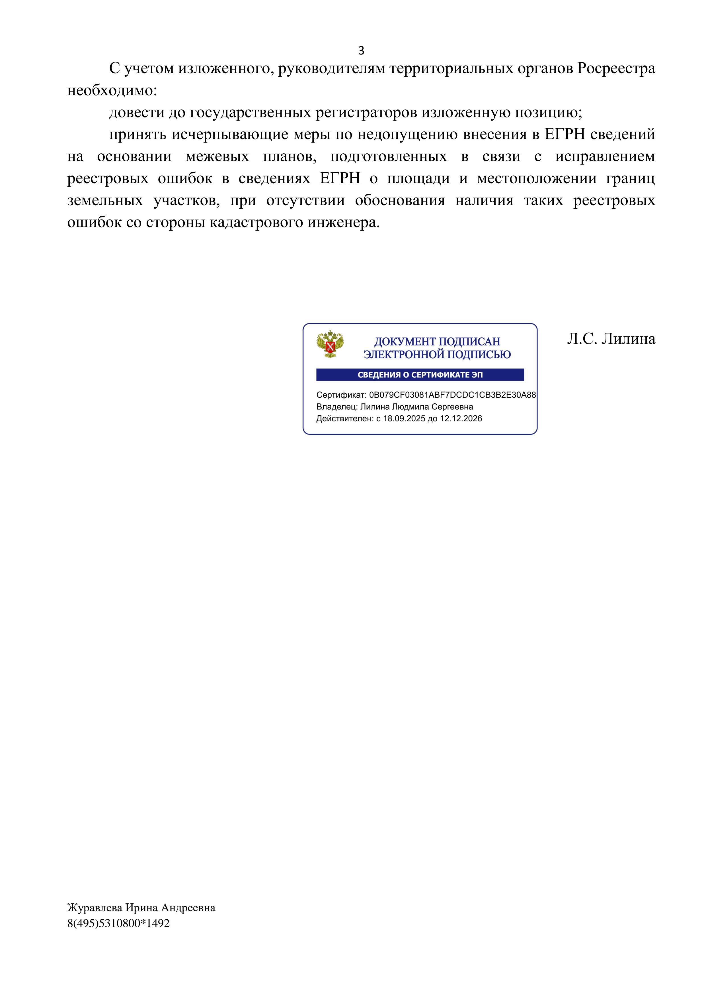 3
С учетом изложенного, руководителям территориальных органов Росреестра
необходимо:
довести до государственных регистраторов изложенную позицию;
принять исчерпывающие меры по недопущению внесения в ЕГРН сведений
на основании межевых планов, подготовленных в связи с исправлением
реестровых ошибок в сведениях ЕГРН о площади и местоположении границ
земельных участков, при отсутствии обоснования наличия таких реестровых
ошибок со стороны кадастрового инженера.
ДОКУМЕНТ ПОДПИСАН
ЭЛЕКТРОННОЙ ПОДПИСЬЮ
Л.С. Лилина
СВЕДЕНИЯ О СЕРТИФИКАТЕ ЭП
Сертификат: 0B079CF03081ABF7DCDC1CB3B2E30A88
Владелец: Лилина Людмила Сергеевна
Действителен: с 18.09.2025 до 12.12.2026
Журавлева Ирина Андреевна
8(495)5310800*1492